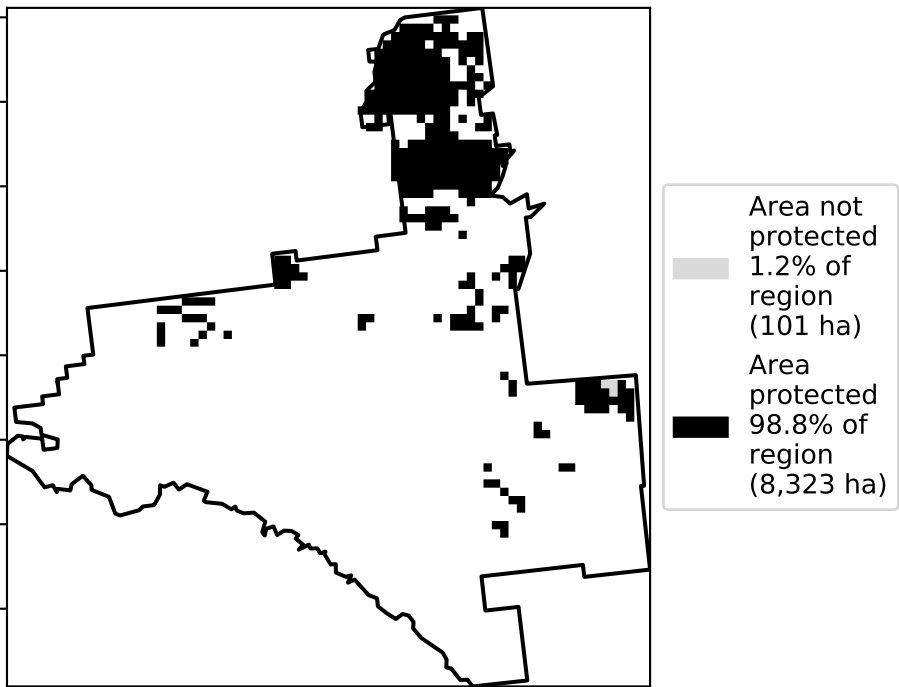 Area not
protected
1.2% of
region
(101 ha)
Area
protected
98.8% of
region
(8,323 ha)